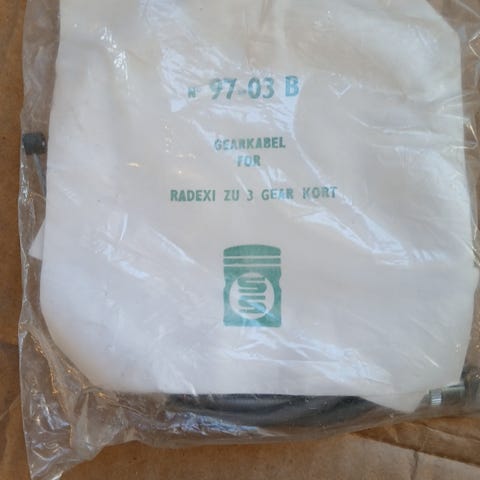 N 97-03 B
GEARKABEL
FOR
RADEXI ZU 3 GEAR KORT